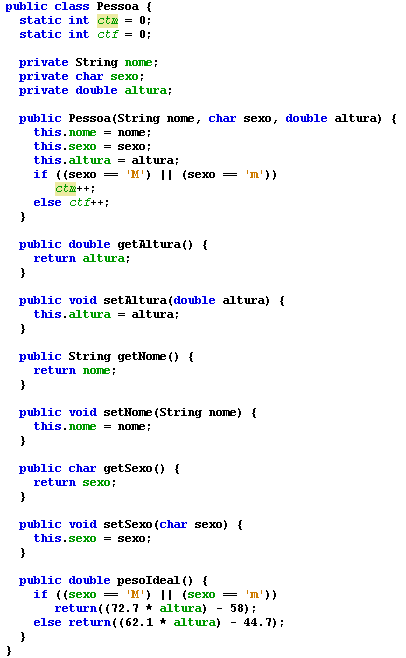 public class Pessoa {
  static int ctm = 0;
  static int ctf = 0;

  private String nome;
  private char sexo;
  private double altura;

  public Pessoa(String nome, char sexo, double altura) {
    this.nome = nome;
    this.sexo = sexo;
    this.altura = altura;
    if ((sexo == 'M') || (sexo == 'm'))
       ctm++;
    else ctf++;
  }

  public double getAltura() {
    return altura;
  }

  public void setAltura(double altura) {
    this.altura = altura;
  }

  public String getNome() {
    return nome;
  }

  public void setNome(String nome) {
    this.nome = nome;
  }

  public char getSexo() {
    return sexo;
  }

  public void setSexo(char sexo) {
    this.sexo = sexo;
  }

  public double pesoIdeal() {
    if ((sexo == 'M') || (sexo == 'm'))
       return((72.7 * altura) - 58);
    else return((62.1 * altura) - 44.7);
  }
}